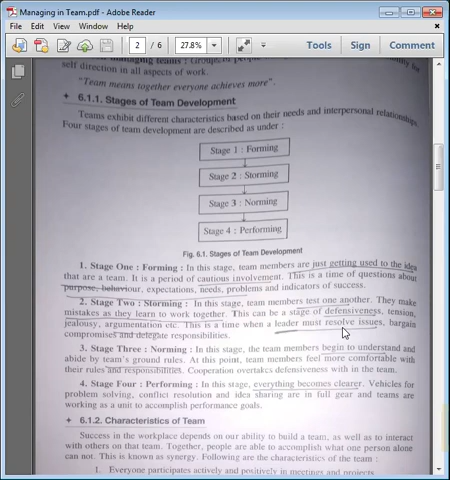 Managing in Team.pdf - Adobe Reader
File Edit View Window Help
2 / 6 27.8% Tools Sign Comment
self direction in all aspects of work.
"Team means together everyone achieves more".
6.1.1. Stages of Team Development
Teams exhibit different characteristics based on their needs and interpersonal relationships.
Four stages of team development are described as under :
Stage 1 : Forming
Stage 2 : Storming
Stage 3 : Norming
Stage 4 : Performing
Fig. 6.1. Stages of Team Development
1. Stage One : Forming : In this stage, team members are just getting used to the idea
that are a team. It is a period of cautious involvement. This is a time of questions about
purpose, behaviour, expectations, needs, problems and indicators of success.
2. Stage Two : Storming : In this stage, team members test one another. They make
mistakes as they learn to work together. This can be a stage of defensiveness, tension,
jealousy, argumentation etc. This is a time when a leader must resolve issues, bargain
compromises and delegate responsibilities.
3. Stage Three : Norming : In this stage, the team members begin to understand and
abide by team's ground rules. At this point, team members feel more comfortable with
their rules and responsibilities. Cooperation overtakes defensiveness with in the team.
4. Stage Four : Performing : In this stage, everything becomes clearer. Vehicles for
problem solving, conflict resolution and idea sharing are in full gear and teams are
working as a unit to accomplish performance goals.
6.1.2. Characteristics of Team
Success in the workplace depends on our ability to build a team, as well as to interact
with others on that team. Together, people are able to accomplish what one person alone
can not. This is known as synergy. Following are the characteristics of the team :
1. Everyone participates actively and positively in meetings and projects